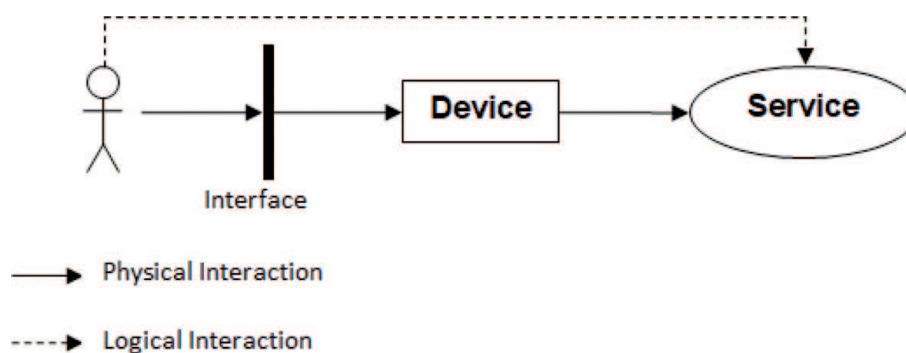 Device
Service
Interface
Physical Interaction
Logical Interaction